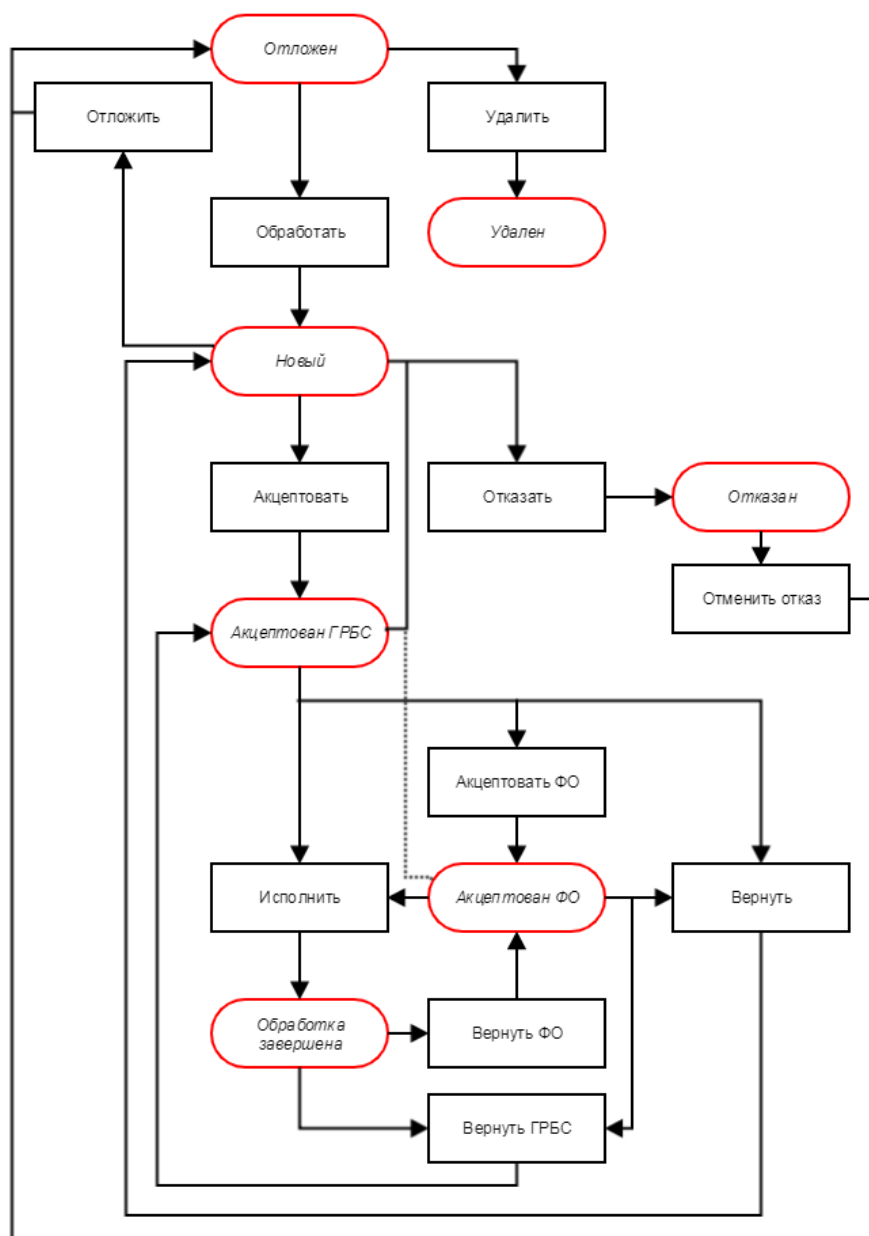 Отложен
Отложить
Удалить
Обработать
Удален
Новый
Акцептовать
Отказать
Отказан
Отменить отказ
Акцептован ГРБС
Акцептовать ФО
Исполнить
Акцептован ФО
Вернуть
Обработка
завершена
Вернуть ФО
Вернуть ГРБС